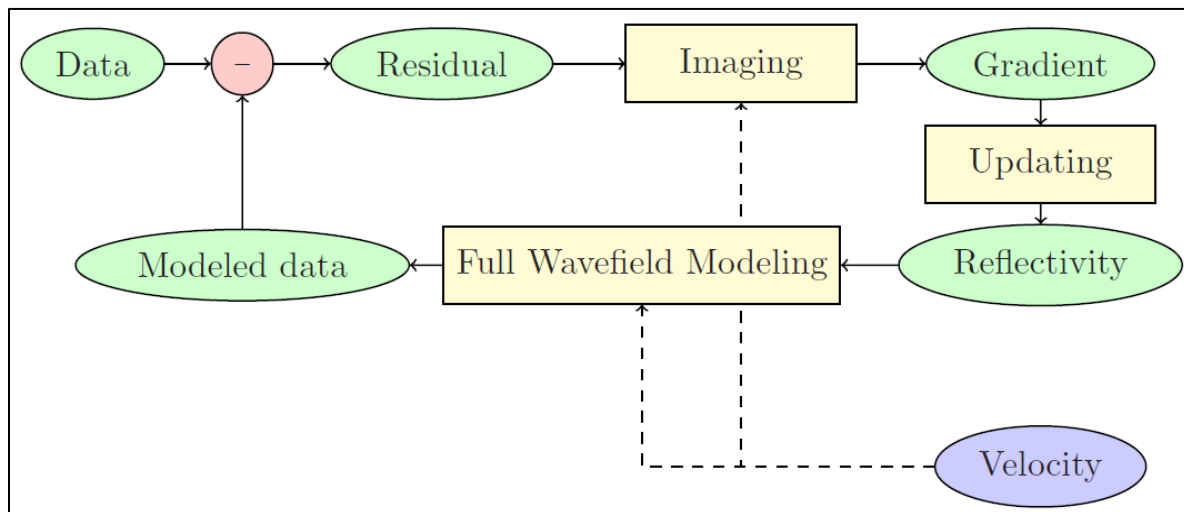 Data
–
Residual
Imaging
Gradient
Updating
Modeled data
Full Wavefield Modeling
Reflectivity
Velocity